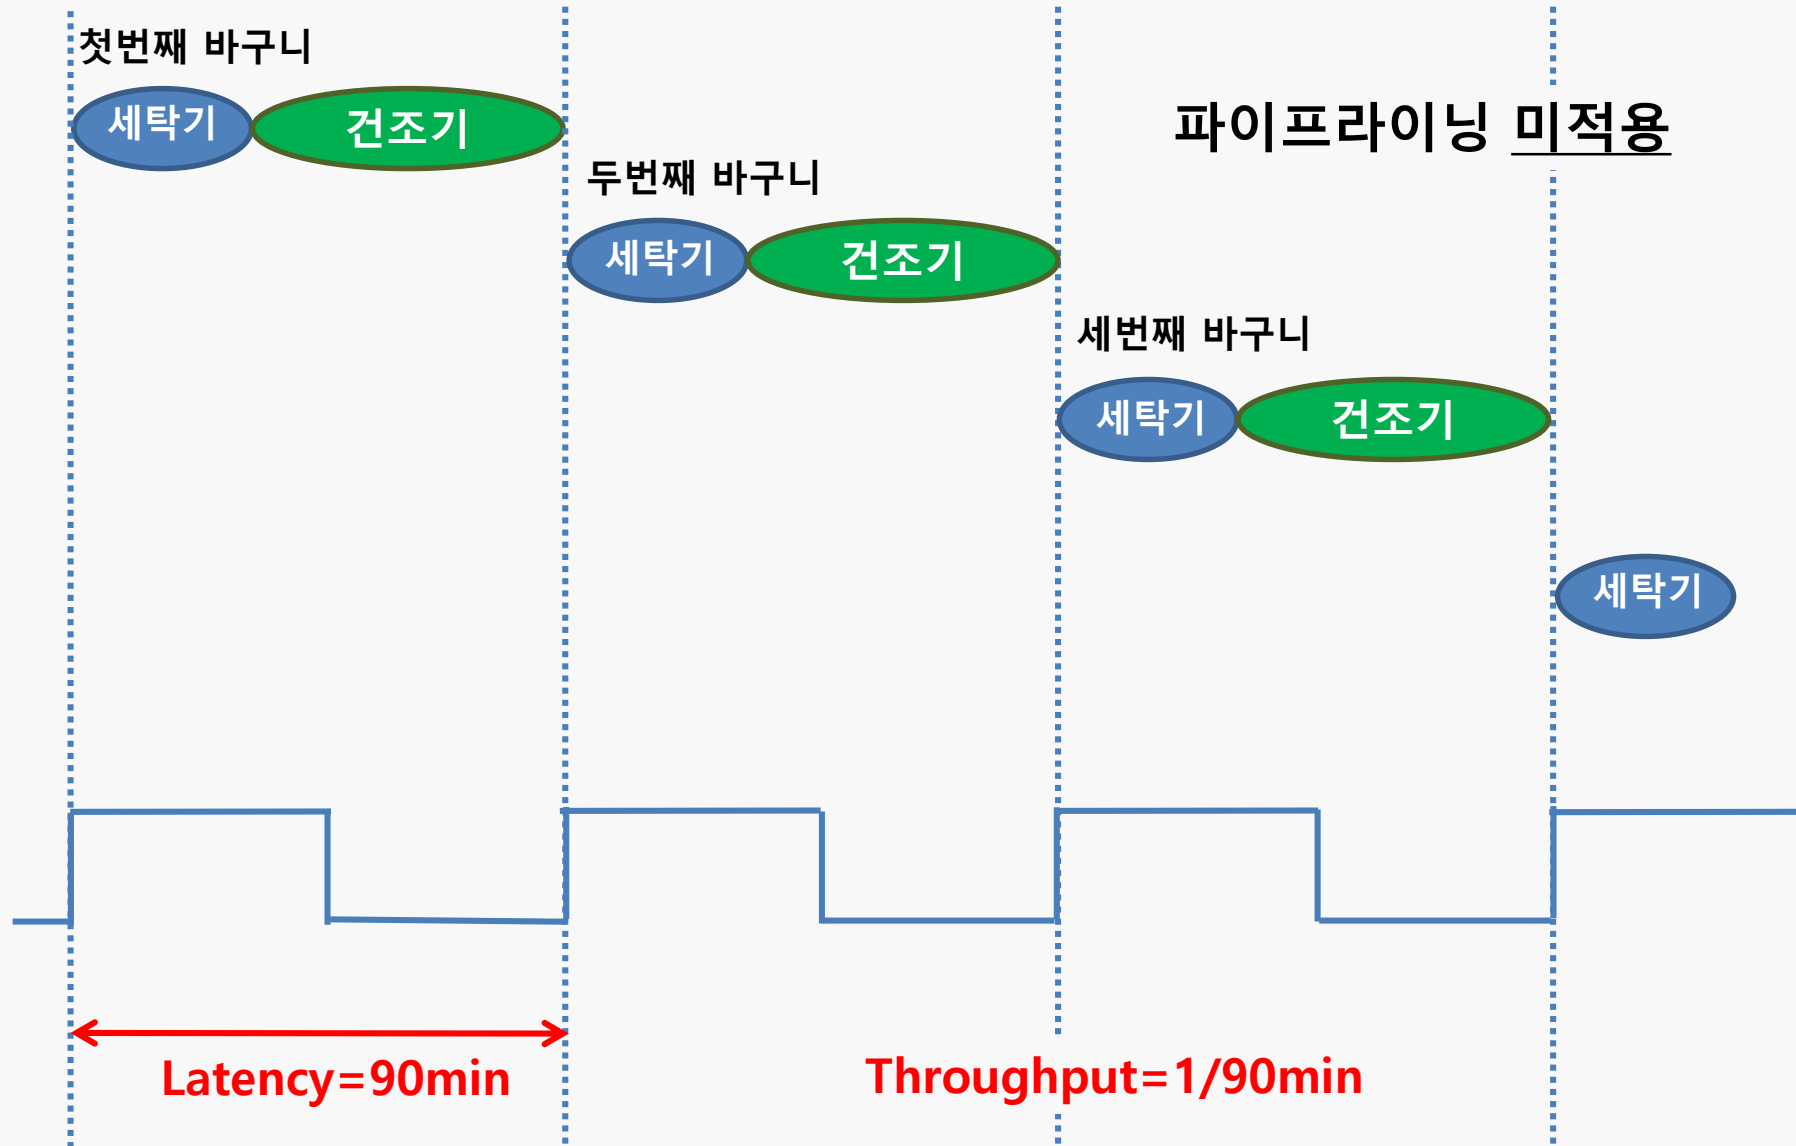 첫번째 바구니
세탁기 건조기
파이프라이닝 미적용
두번째 바구니
세탁기 건조기
세번째 바구니
세탁기 건조기
세탁기
Latency=90min
Throughput=1/90min